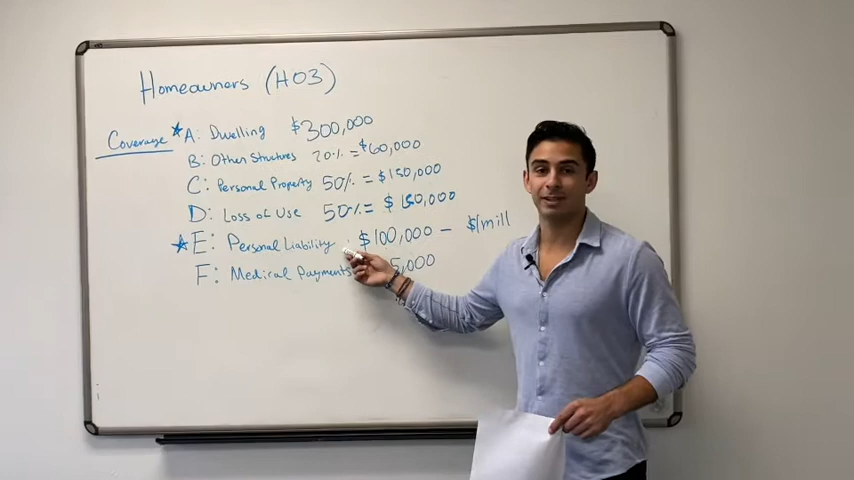 Homeowners (HO3)
Coverage ★ A: Dwelling $300,000
B: Other Structures 20% = $60,000
C: Personal Property 50% = $150,000
D: Loss of Use 50% = $150,000
★ E: Personal Liability $100,000 - $1mill
F: Medical Payments 5,000